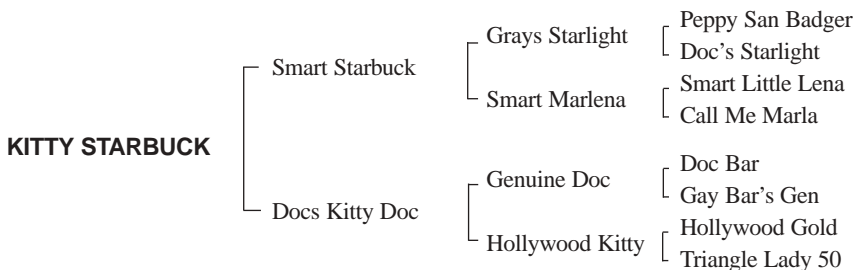 Peppy San Badger
Grays Starlight
Doc's Starlight
Smart Starbuck
Smart Little Lena
Smart Marlena
Call Me Marla
KITTY STARBUCK
Doc Bar
Genuine Doc
Gay Bar's Gen
Docs Kitty Doc
Hollywood Gold
Hollywood Kitty
Triangle Lady 50